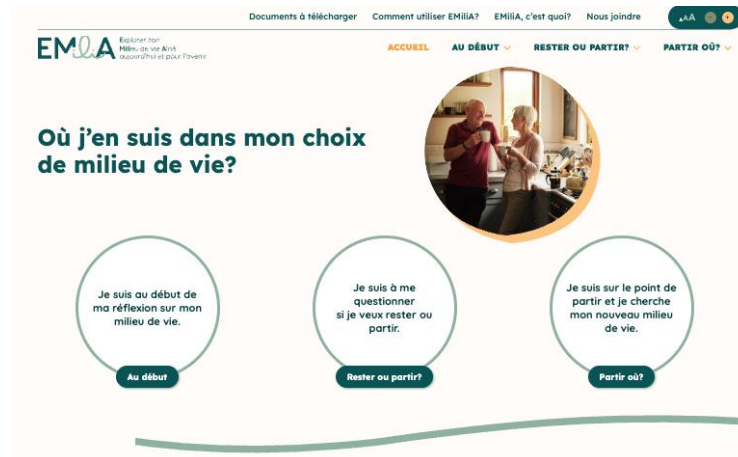 Documents à télécharger Comment utiliser EMiliA? EMiliA, c'est quoi? Nous joindre AAA - +
EMiliA
Explorer mon
Milieu de vie Aîné
aujourd'hui et pour l'avenir
ACCUEIL AU DÉBUT RESTER OU PARTIR? PARTIR OÙ?
Où j'en suis dans mon choix
de milieu de vie?
Je suis au début de
ma réflexion sur mon
milieu de vie.
Au début
Je suis à me
questionner
si je veux rester ou
partir.
Rester ou partir?
Je suis sur le point de
partir et je cherche
mon nouveau milieu
de vie.
Partir où?